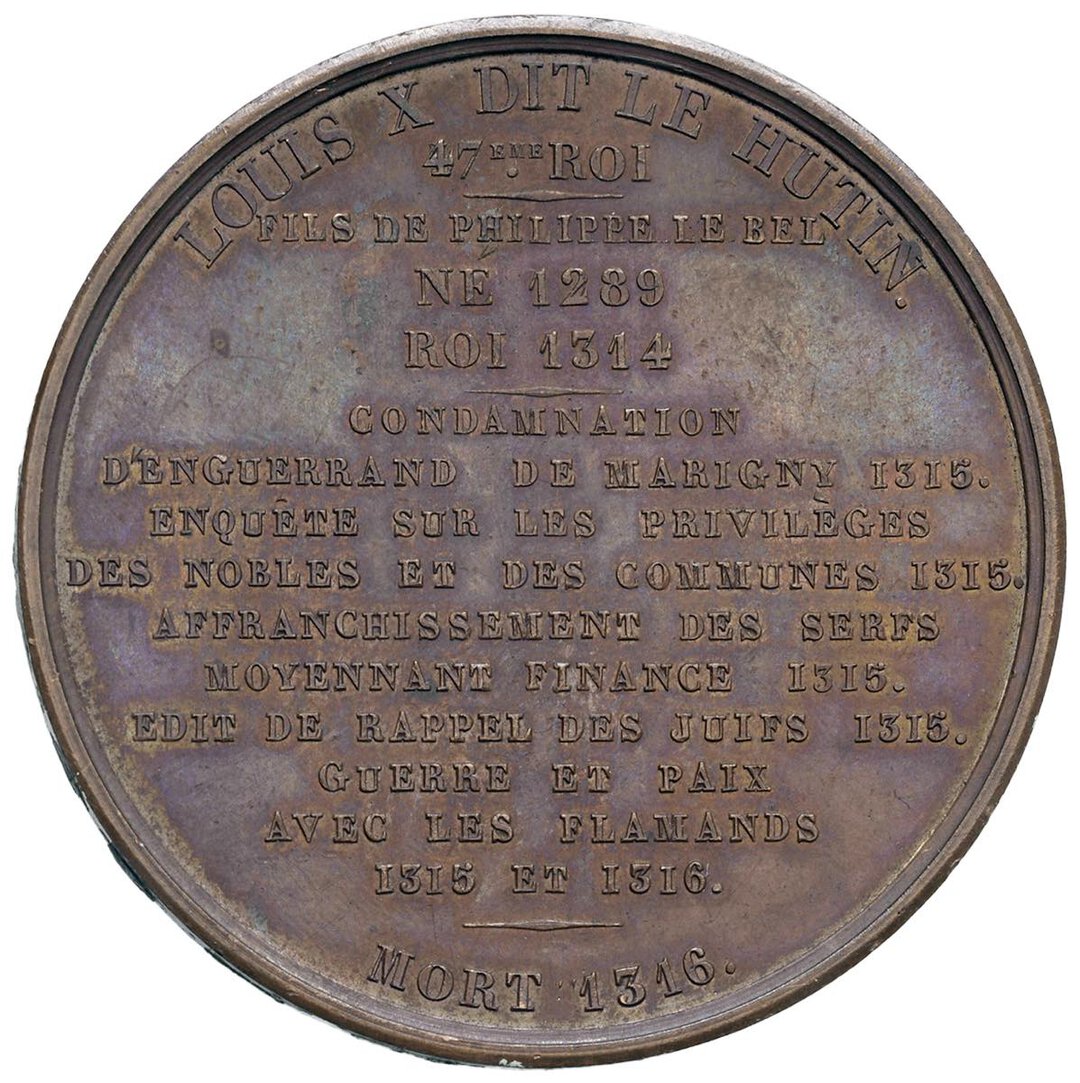 LOUIS X DIT LE HUTIN.
47EME. ROI
FILS DE PHILIPPE LE BEL
NÉ 1289
ROI 1314
CONDAMNATION
D'ENGUERRAND DE MARIGNY 1315.
ENQUÊTE SUR LES PRIVILÈGES
DES NOBLES ET DES COMMUNES 1315.
AFFRANCHISSEMENT DES SERFS
MOYENNANT FINANCE 1315.
EDIT DE RAPPEL DES JUIFS 1315.
GUERRE ET PAIX
AVEC LES FLAMANDS
1315 ET 1316.
MORT 1316.